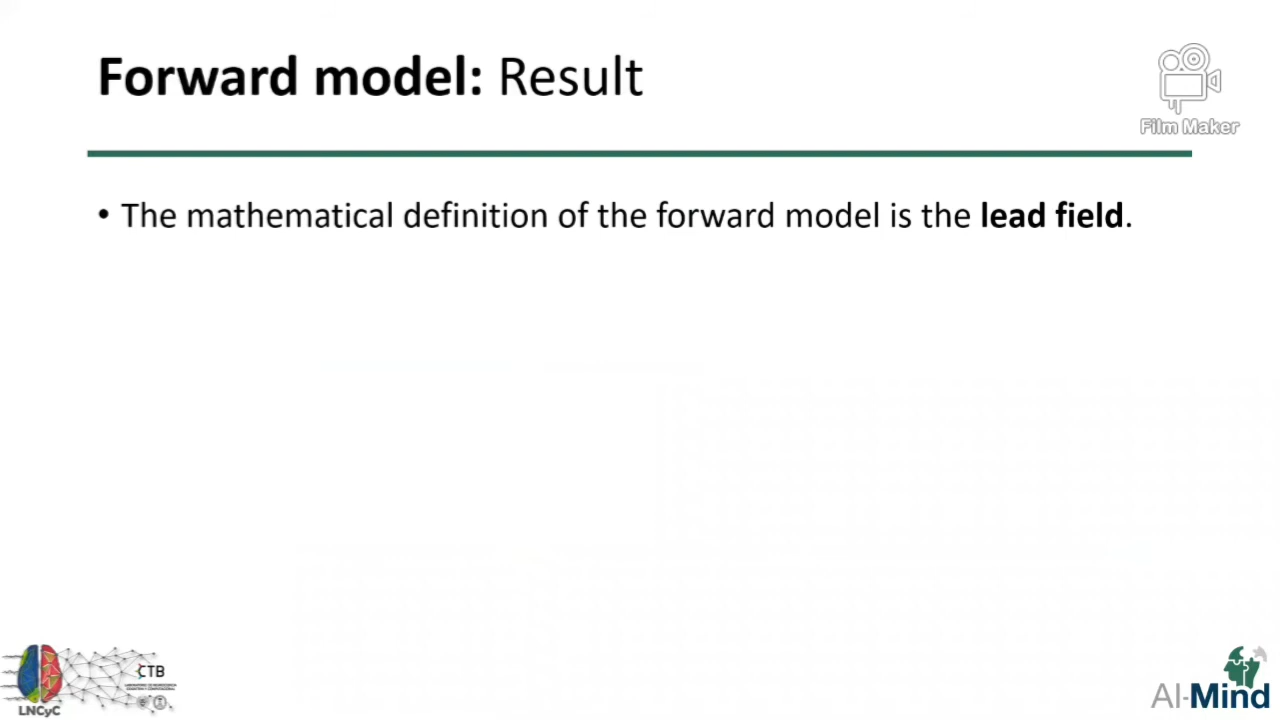 Forward model: Result
Film Maker
• The mathematical definition of the forward model is the lead field.
CTB
LNCyC
AI-Mind